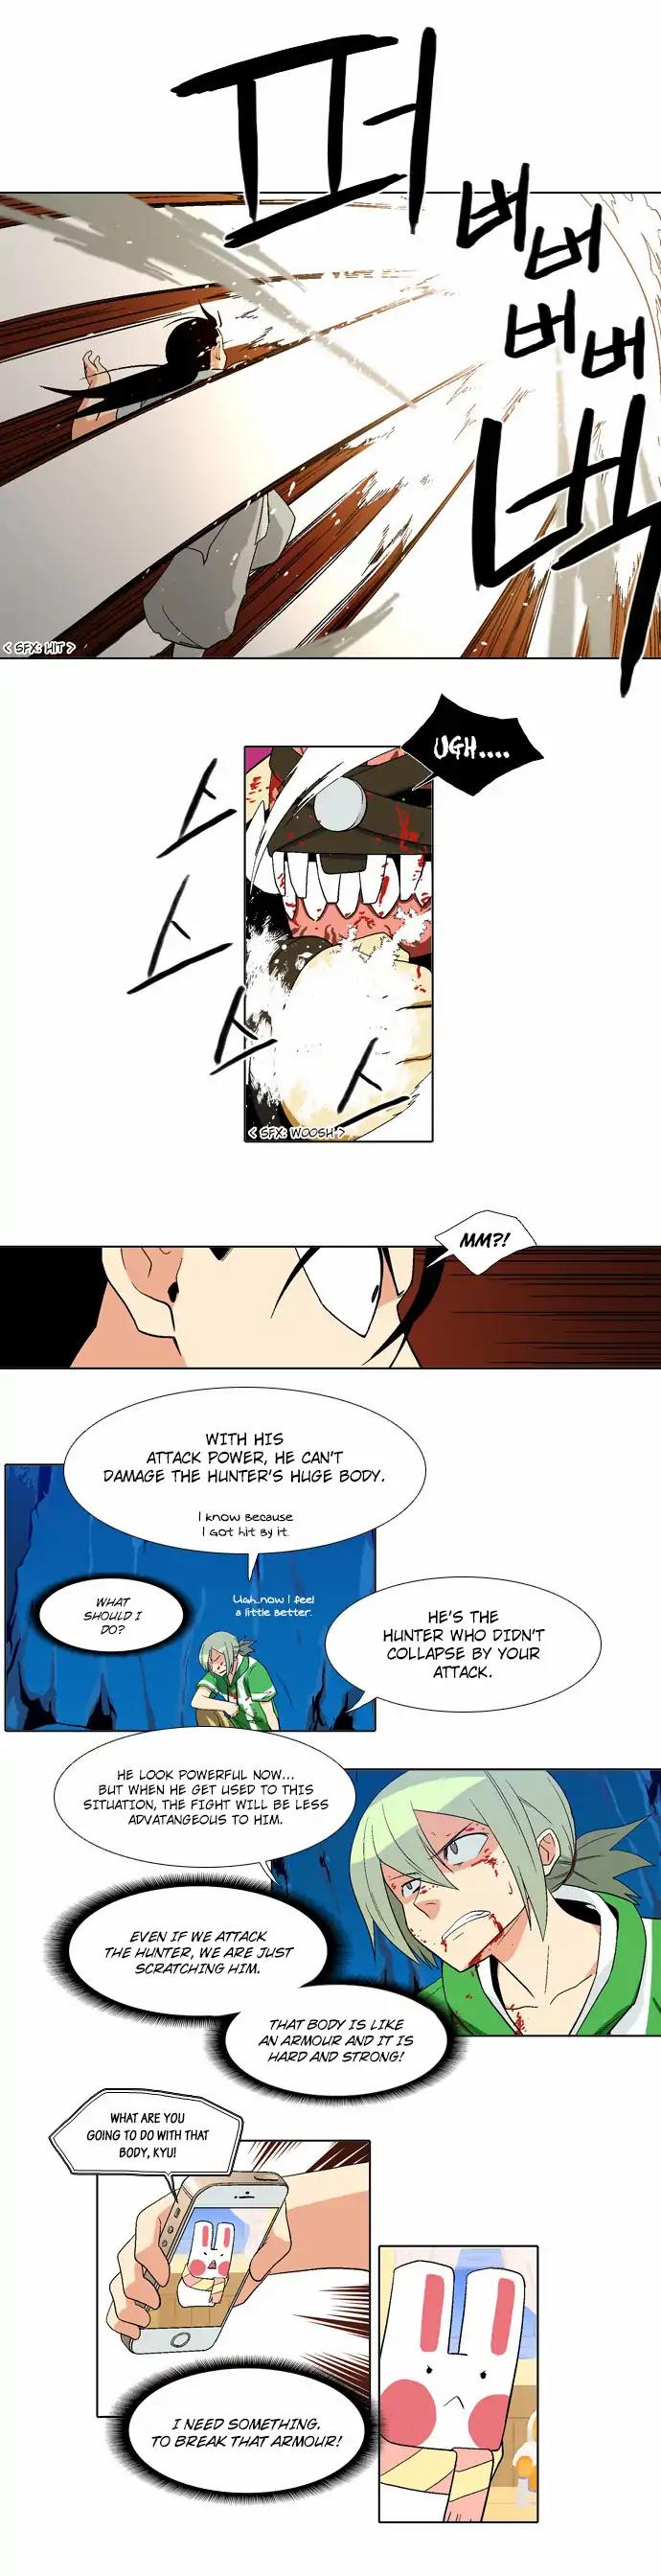 퍼
버
버
버
버
벅
< SFX: HIT >
UGH....
스
스
스
스
< SFX: WOOSH >
MM?!
WITH HIS
ATTACK POWER, HE CAN'T
DAMAGE THE HUNTER'S HUGE BODY.
I know because
I got hit by it.
Ugh..now I feel
a little better.
WHAT
SHOULD I
DO?
HE'S THE
HUNTER WHO DIDN'T
COLLAPSE BY YOUR
ATTACK.
HE LOOK POWERFUL NOW...
BUT WHEN HE GET USED TO THIS
SITUATION, THE FIGHT WILL BE LESS
ADVATANGEOUS TO HIM.
EVEN IF WE ATTACK
THE HUNTER, WE ARE JUST
SCRATCHING HIM.
THAT BODY IS LIKE
AN ARMOUR AND IT IS
HARD AND STRONG!
WHAT ARE YOU
GOING TO DO WITH THAT
BODY, KYU!
I NEED SOMETHING.
TO BREAK THAT ARMOUR!